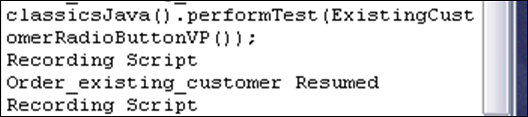 classicsJava().performTest(ExistingCust
omerRadioButtonVP());
Recording Script
Order_existing_customer Resumed
Recording Script